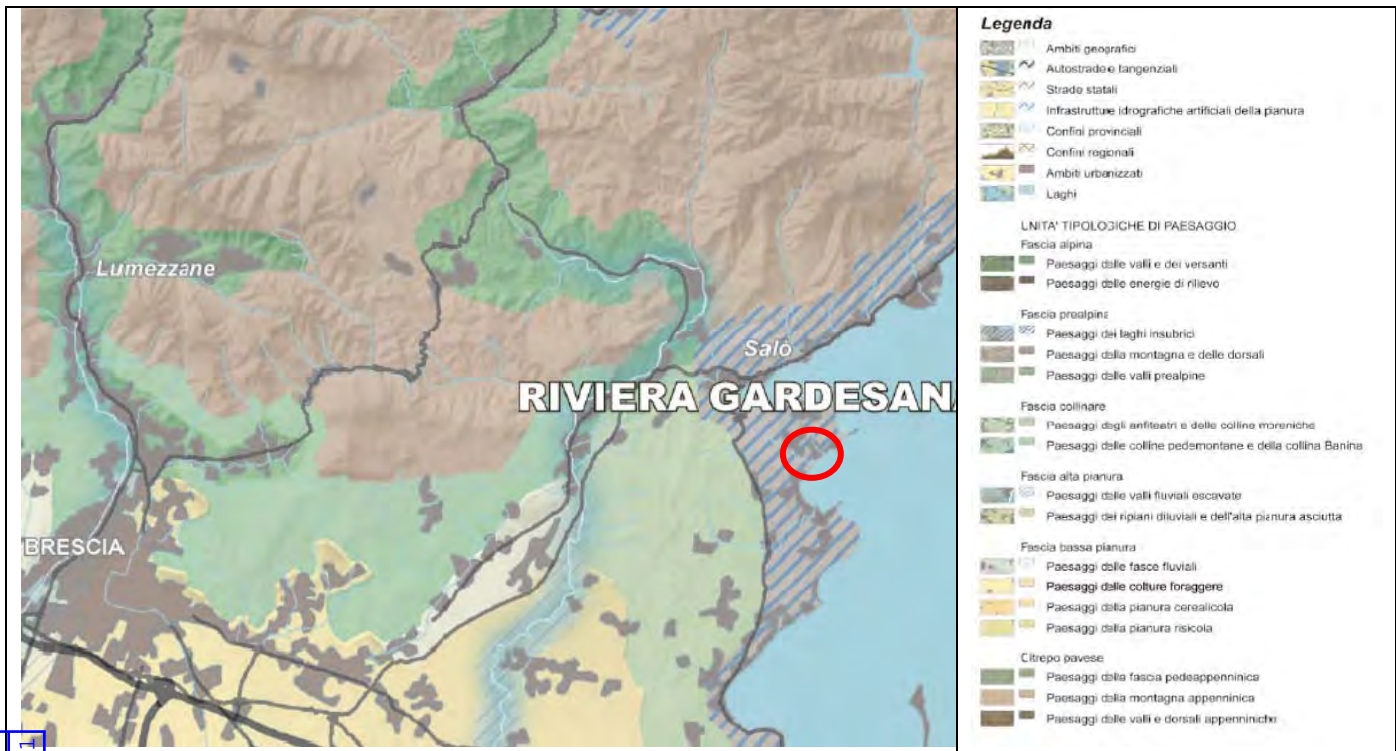 Lumezzane
Salò
RIVIERA GARDESANA
BRESCIA
Legenda
Ambiti geografici
Autostrade e tangenziali
Strade statali
Infrastrutture idrografiche artificiali della pianura
Confini provinciali
Confini regionali
Ambiti urbanizzati
Laghi
UNITA' TIPOLOGICHE DI PAESAGGIO
Fascia alpina
Paesaggi delle valli e dei versanti
Paesaggi delle energie di rilievo
Fascia prealpina
Paesaggi dei laghi insubrici
Paesaggi della montagna e delle dorsali
Paesaggi delle valli prealpine
Fascia collinare
Paesaggi degli anfiteatri e delle colline moreniche
Paesaggi delle colline pedemontane e della collina Banina
Fascia alta pianura
Paesaggi delle valli fluviali escavate
Paesaggi dei ripiani diluviali e dell'alta pianura asciutta
Fascia bassa pianura
Paesaggi delle fasce fluviali
Paesaggi delle colture foraggere
Paesaggi della pianura cerealicola
Paesaggi della pianura risicola
Oltrepo pavese
Paesaggi della fascia pedeappenninica
Paesaggi della montagna appenninica
Paesaggi delle valli e dorsali appenniniche